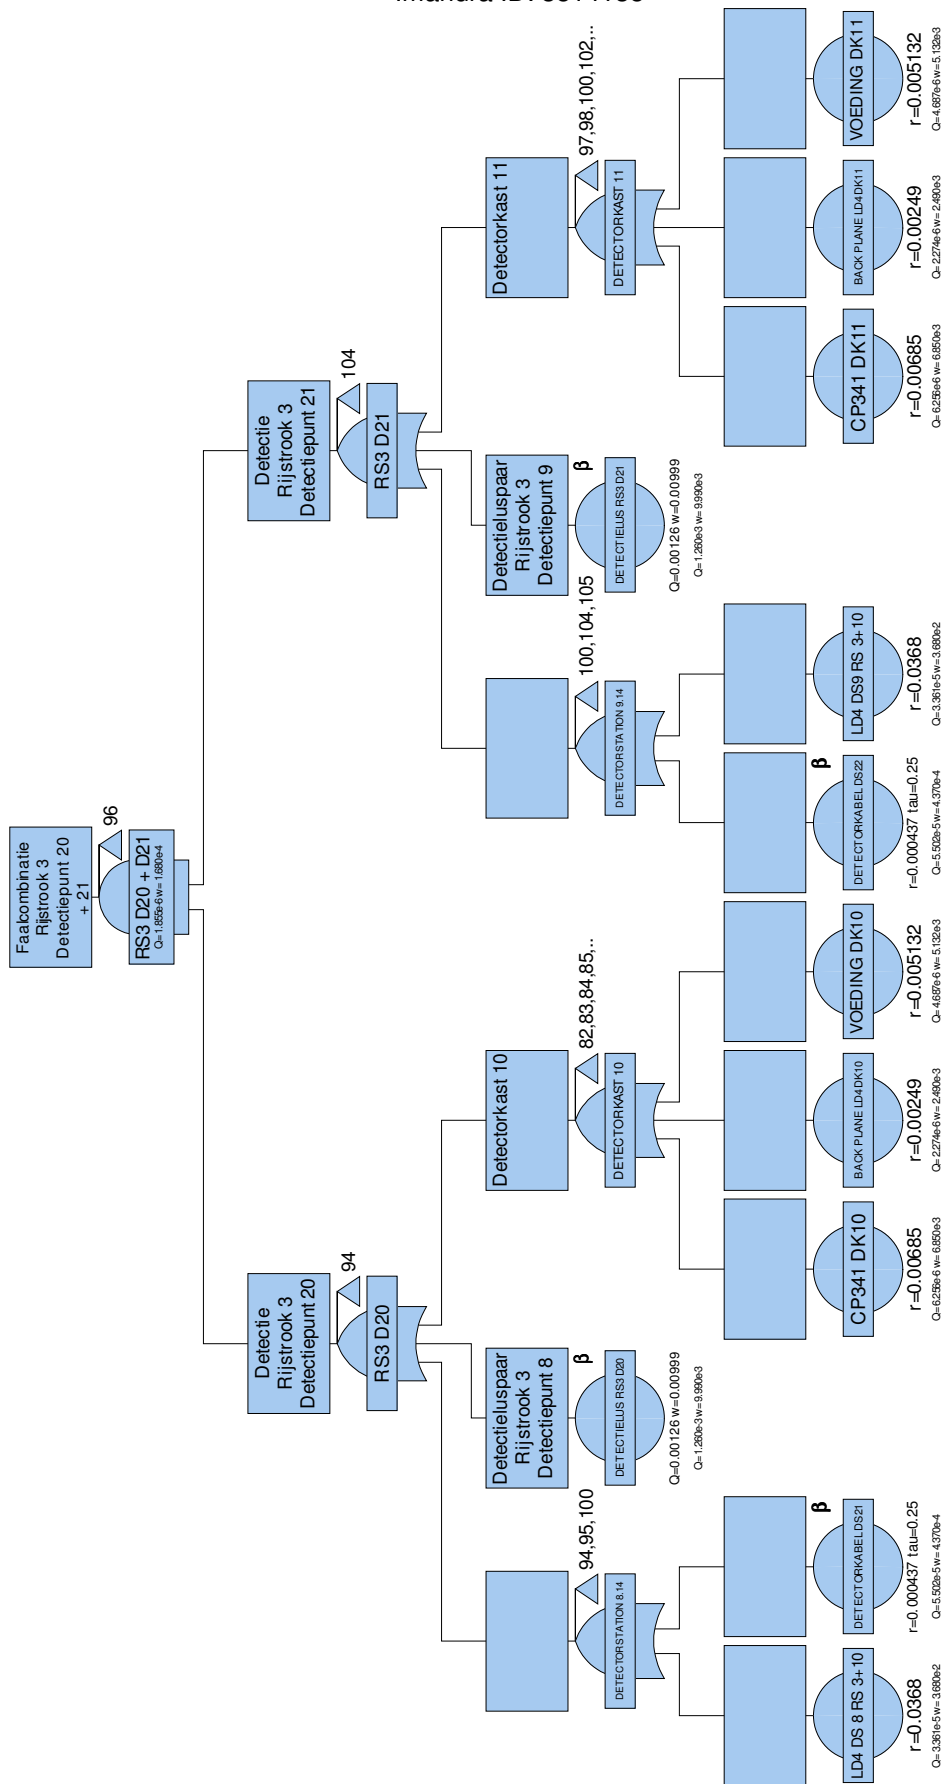 Faalcombinatie
Rijstrook 3
Detectiepunt 20
+ 21
96
RS3 D20 + D21
Q=1.855e-6 w= 1.680e-4
Detectie
Rijstrook 3
Detectiepunt 20
94
RS3 D20
Detectie
Rijstrook 3
Detectiepunt 21
104
RS3 D21
94,95,100
DETECTORSTATION 8.14
Detectieluspaar
Rijstrook 3
Detectiepunt 8
β
DETECTIELUS RS3 D20
Q=0.00126 w=0.00999
Q=1.260e-3 w=9.990e-3
Detectorkast 10
82,83,84,85,..
DETECTORKAST 10
100,104,105
DETECTORSTATION 9.14
Detectieluspaar
Rijstrook 3
Detectiepunt 9
β
DETECTIELUS RS3 D21
Q=0.00126 w=0.00999
Q=1.260e-3 w= 9.990e-3
Detectorkast 11
97,98,100,102,..
DETECTORKAST 11
LD4 DS 8 RS 3+10
r=0.0368
Q= 3.361e-5 w= 3.680e-2
β
DETECTORKABEL DS21
r=0.000437 tau=0.25
Q=5.502e-5 w= 4.370e-4
CP341 DK10
r=0.00685
Q=6.256e-6 w= 6.850e-3
BACK PLANE LD4 DK10
r=0.00249
Q= 2.274e-6 w= 2.490e-3
VOEDING DK10
r=0.005132
Q= 4.687e-6 w= 5.132e-3
β
DETECTORKABEL DS22
r=0.000437 tau=0.25
Q=5.502e-5 w= 4.370e-4
LD4 DS9 RS 3+10
r=0.0368
Q=3.361e-5 w= 3.680e-2
CP341 DK11
r=0.00685
Q= 6.256e-6 w= 6.850e-3
BACK PLANE LD4 DK11
r=0.00249
Q= 2.274e-6 w= 2.490e-3
VOEDING DK11
r=0.005132
Q=4.687e-6 w= 5.132e-3